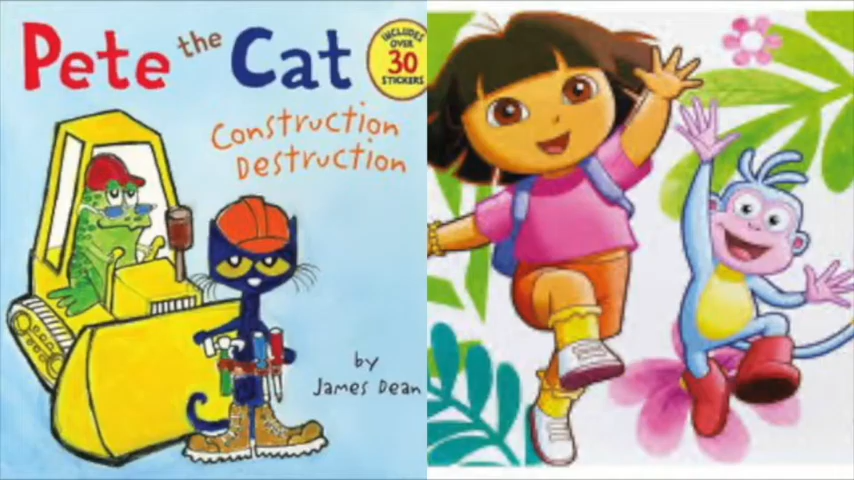 Pete the Cat
INCLUDES
OVER
30
STICKERS
Construction
Destruction
by
James Dean